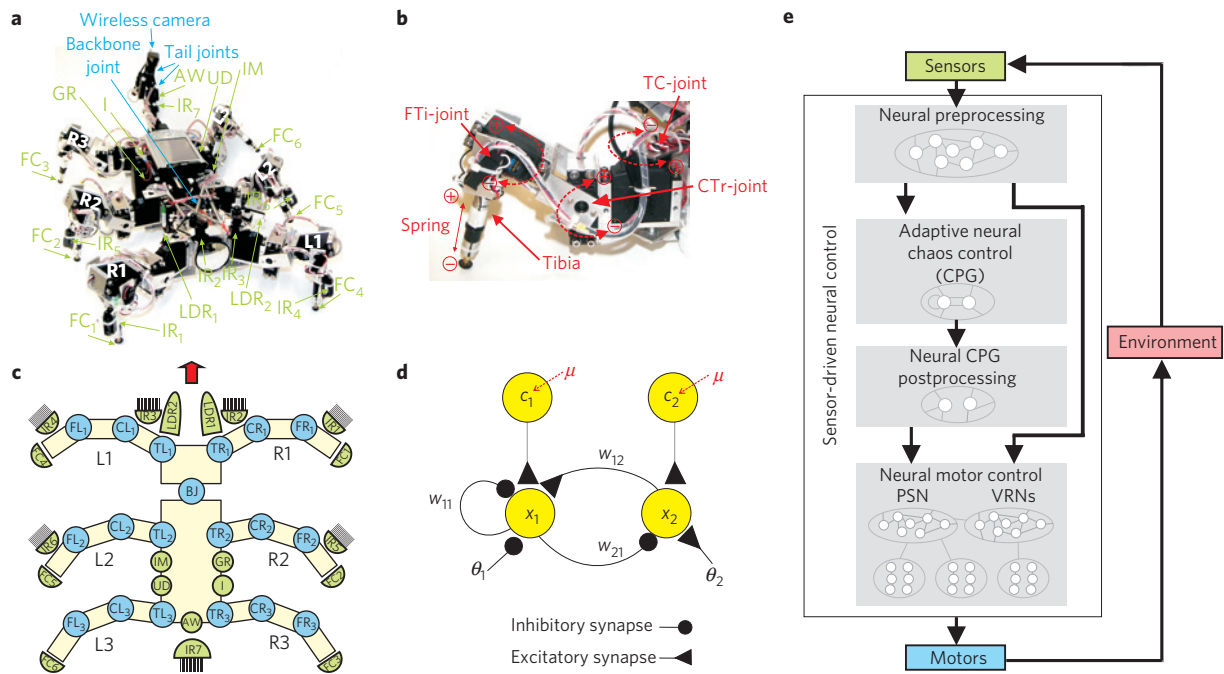 a
Wireless camera
Backbone
joint
Tail joints
AW
UD
IM
GR
I
IR7
R3
FC6
FC3
R2
FC5
FC2
IR5
L1
R1
IR2
IR3
FC4
LDR1
LDR2
IR4
FC1
IR1
b
TC-joint
FTi-joint
−
+
CTr-joint
+
Spring
−
−
Tibia
c
IR4
FL1
CL1
IR3
LDR2
LDR1
IR2
CR1
FR1
IR1
FC4
TL1
TR1
FC1
L1
R1
BJ
IR6
FL2
CL2
TL2
TR2
CR2
FR2
IR5
FC5
L2
IM
GR
R2
FC2
UD
I
FL3
CL3
TL3
AW
TR3
CR3
FR3
FC6
L3
IR7
R3
FC3
d
c1
μ
c2
μ
w12
w11
x1
x2
w21
θ1
θ2
Inhibitory synapse
Excitatory synapse
e
Sensors
Neural preprocessing
Adaptive neural
chaos control
(CPG)
Sensor-driven neural control
Environment
Neural CPG
postprocessing
Neural motor control
PSN
VRNs
Motors